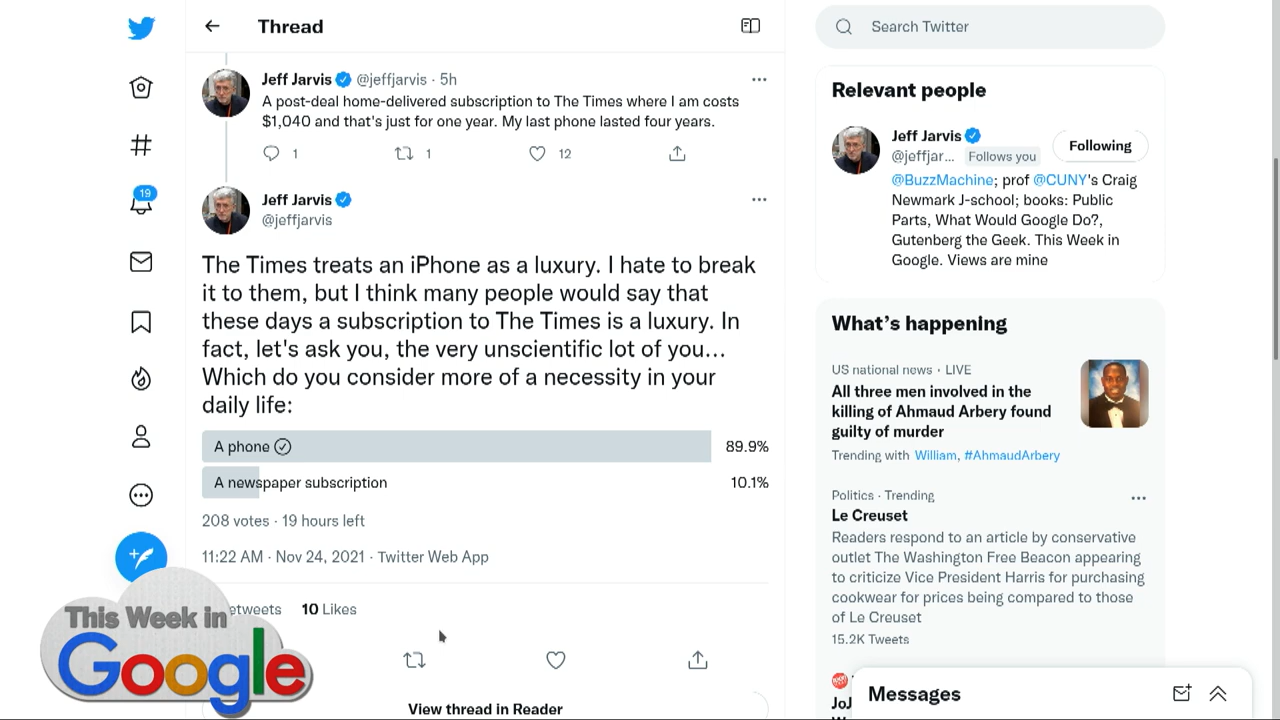 Thread
Search Twitter
Jeff Jarvis @jeffjarvis · 5h
A post-deal home-delivered subscription to The Times where I am costs
$1,040 and that's just for one year. My last phone lasted four years.
1 1 12
19
Jeff Jarvis
@jeffjarvis
The Times treats an iPhone as a luxury. I hate to break
it to them, but I think many people would say that
these days a subscription to The Times is a luxury. In
fact, let's ask you, the very unscientific lot of you...
Which do you consider more of a necessity in your
daily life:
A phone 89.9%
A newspaper subscription 10.1%
208 votes · 19 hours left
11:22 AM · Nov 24, 2021 · Twitter Web App
etweets 10 Likes
View thread in Reader
This Week in
Google
Relevant people
Jeff Jarvis
@jeffjar... Follows you
Following
@BuzzMachine; prof @CUNY's Craig
Newmark J-school; books: Public
Parts, What Would Google Do?,
Gutenberg the Geek. This Week in
Google. Views are mine
What's happening
US national news · LIVE
All three men involved in the
killing of Ahmaud Arbery found
guilty of murder
Trending with William, #AhmaudArbery
Politics · Trending
Le Creuset
Readers respond to an article by conservative
outlet The Washington Free Beacon appearing
to criticize Vice President Harris for purchasing
cookware for prices being compared to those
of Le Creuset
15.2K Tweets
Messages